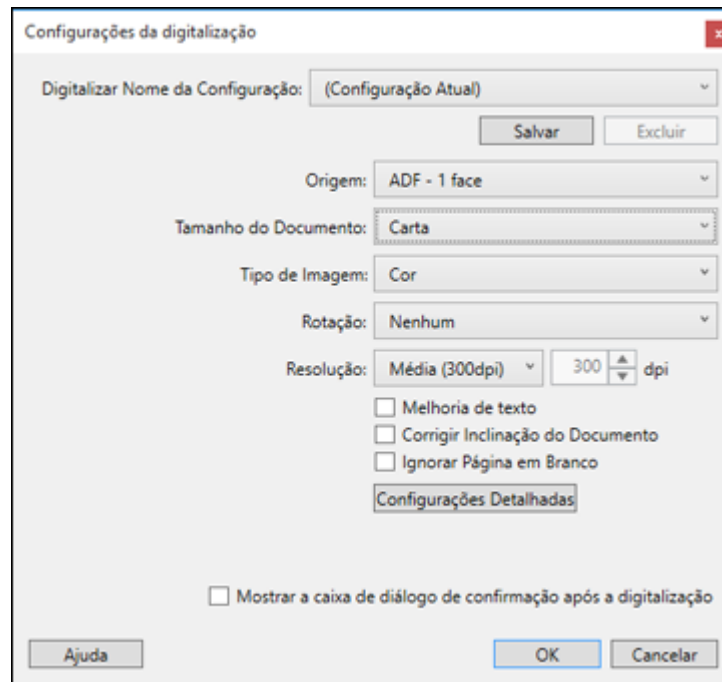 Configurações da digitalização
Digitalizar Nome da Configuração: (Configuração Atual)
Salvar Excluir
Origem: ADF - 1 face
Tamanho do Documento: Carta
Tipo de Imagem: Cor
Rotação: Nenhum
Resolução: Média (300dpi) 300 dpi
Melhoria de texto
Corrigir Inclinação do Documento
Ignorar Página em Branco
Configurações Detalhadas
Mostrar a caixa de diálogo de confirmação após a digitalização
Ajuda OK Cancelar